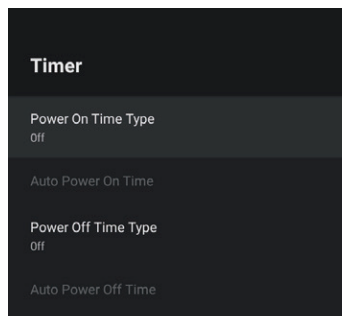 Timer
Power On Time Type
Off
Auto Power On Time
Power Off Time Type
Off
Auto Power Off Time